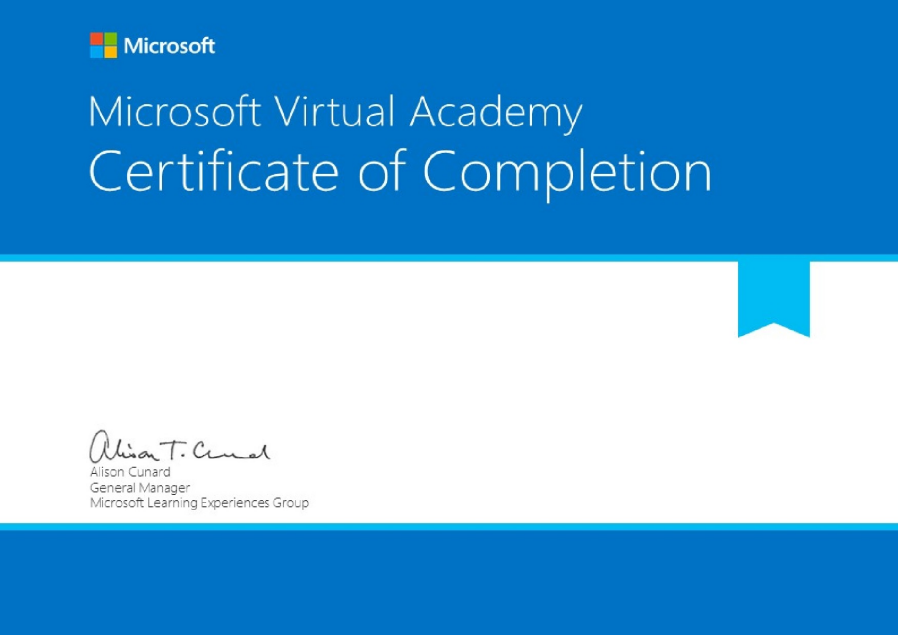 Microsoft
Microsoft Virtual Academy
Certificate of Completion
Alison T. Cunard
Alison Cunard
General Manager
Microsoft Learning Experiences Group